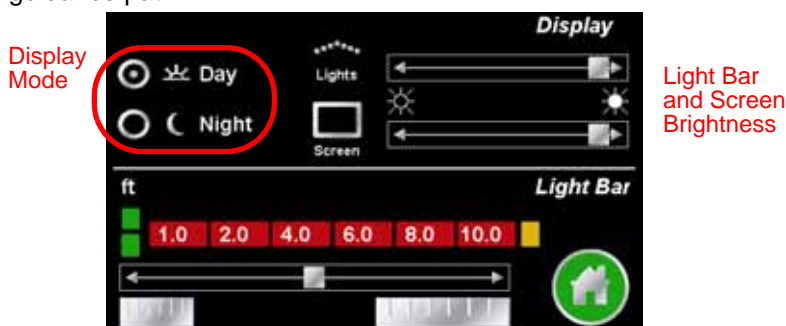 Display
Display
Mode
Day
Lights
Light Bar
and Screen
Brightness
Night
Screen
ft
Light Bar
1.0 2.0 4.0 6.0 8.0 10.0